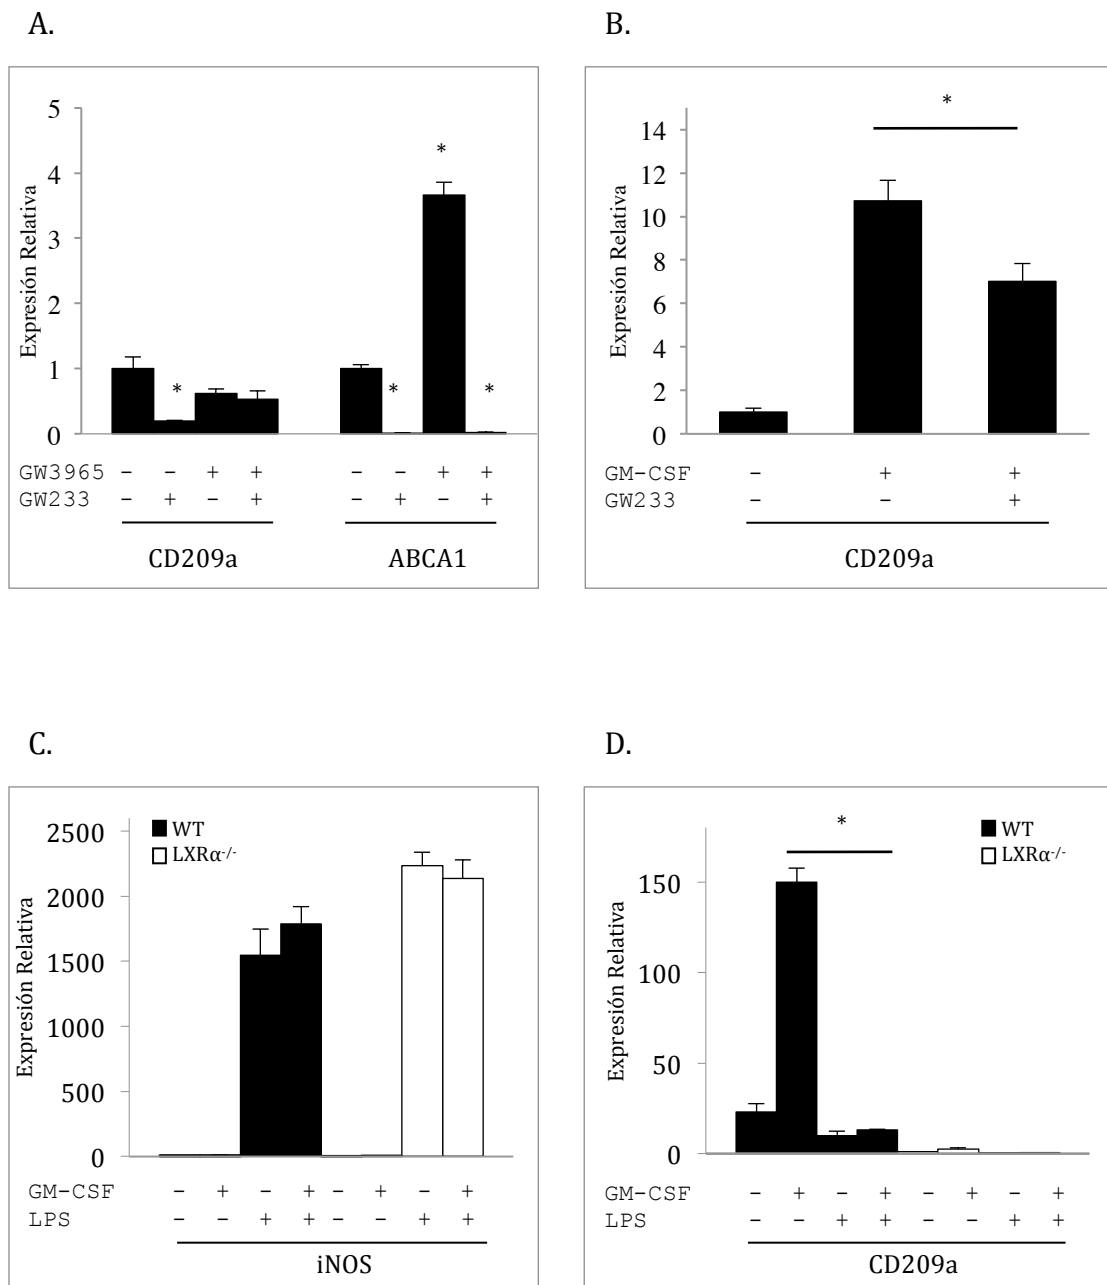 A.
Expresión Relativa
5
4
3
2
1
0
*
*
*
*
GW3965 – – + + – – + +
GW233 – + – + – + – +
CD209a ABCA1
B.
Expresión Relativa
14
12
10
8
6
4
2
0
*
GM-CSF – + +
GW233 – – +
CD209a
C.
WT
LXRα-/-
Expresión Relativa
2500
2000
1500
1000
500
0
GM-CSF – + – + – + – +
LPS – – + + – – + +
iNOS
D.
*
WT
LXRα-/-
Expresión Relativa
150
100
50
0
GM-CSF – + – + – + – +
LPS – – + + – – + +
CD209a